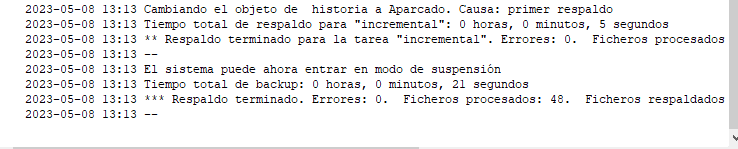 2023-05-08 13:13 Cambiando el objeto de  historia a Aparcado. Causa: primer respaldo
2023-05-08 13:13 Tiempo total de respaldo para "incremental": 0 horas, 0 minutos, 5 segundos
2023-05-08 13:13 ** Respaldo terminado para la tarea "incremental". Errores: 0.  Ficheros procesados
2023-05-08 13:13 --
2023-05-08 13:13 El sistema puede ahora entrar en modo de suspensión
2023-05-08 13:13 Tiempo total de backup: 0 horas, 0 minutos, 21 segundos
2023-05-08 13:13 *** Respaldo terminado. Errores: 0.  Ficheros procesados: 48.  Ficheros respaldados
2023-05-08 13:13 --